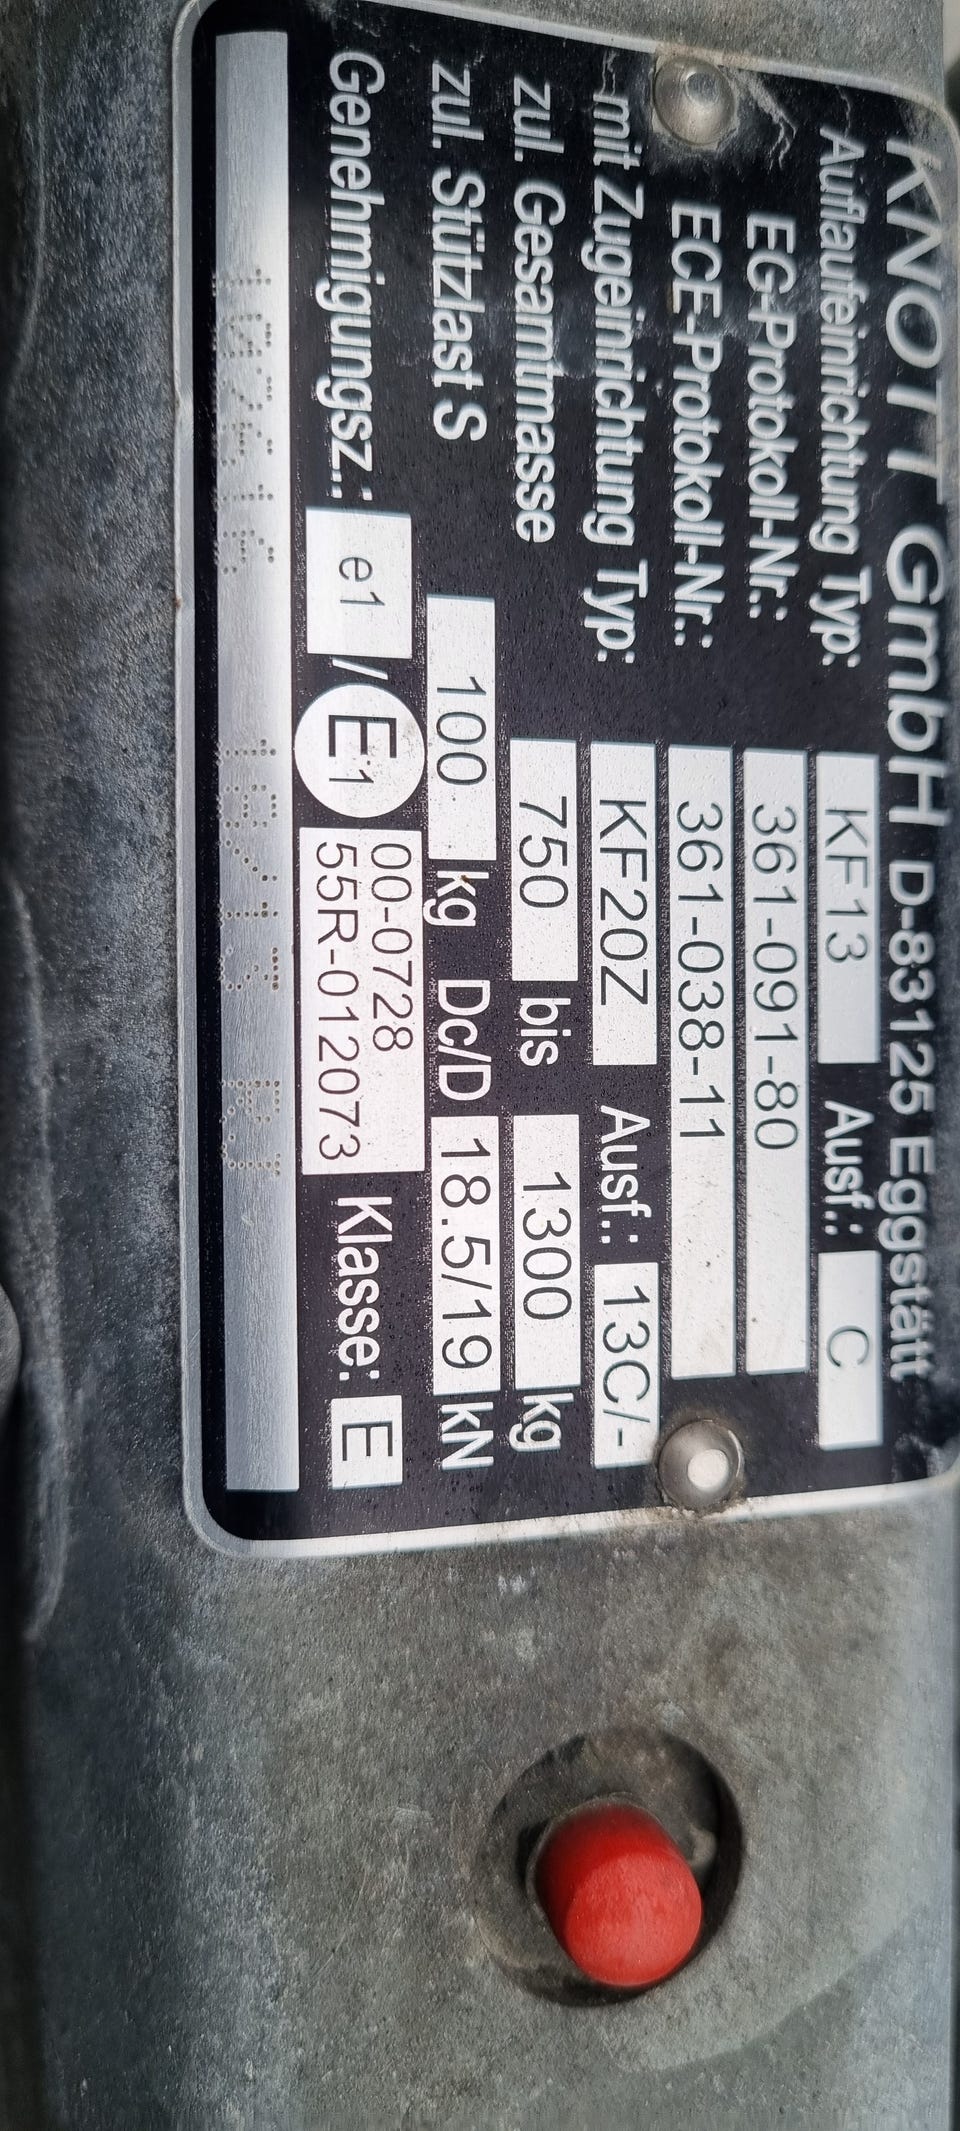 KNOTT GmbH D-83125 Eggstätt
Auflaufeinrichtung Typ: KF13 Ausf.: C
EG-Protokoll-Nr.: 361-091-80
ECE-Protokoll-Nr.: 361-038-11
mit Zugeinrichtung Typ: KF20Z Ausf.: 13C/-
zul. Gesamtmasse 750 bis 1300 kg
zul. Stützlast S 100 kg Dc/D 18.5/19 kN
Genehmigungsz.: e1 / E1 00-0728 Klasse: E
55R-012073